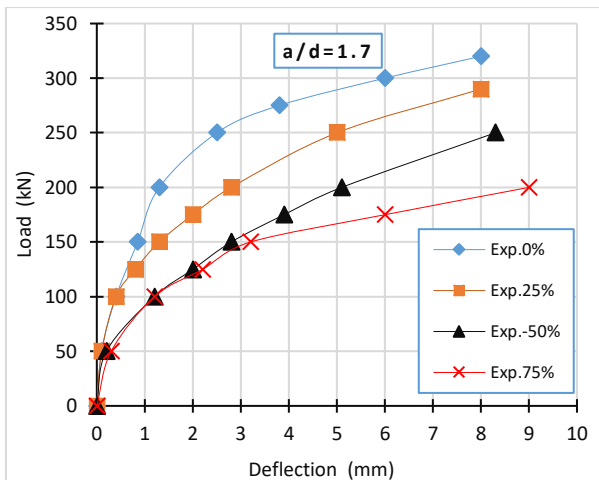 350
a/d=1.7
300
250
200
150
100
50
0
Load (kN)
Exp.0%
Exp.25%
Exp.-50%
Exp.75%
0 1 2 3 4 5 6 7 8 9 10
Deflection (mm)